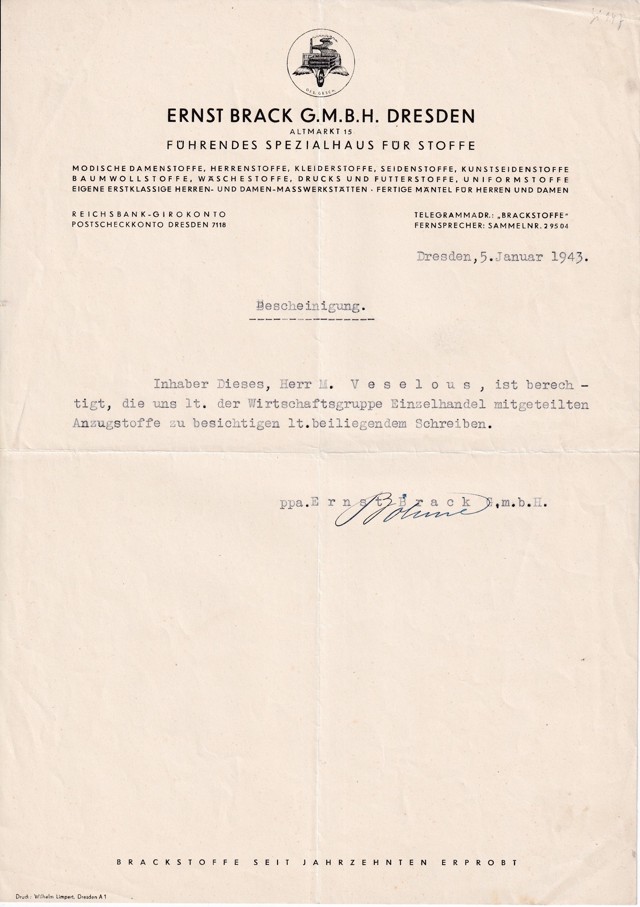 ERNST BRACK G.M.B.H. DRESDEN
ALTMARKT 15
FÜHRENDES SPEZIALHAUS FÜR STOFFE
MODISCHE DAMENSTOFFE, HERRENSTOFFE, KLEIDERSTOFFE, SEIDENSTOFFE, KUNSTSEIDENSTOFFE
BAUMWOLLSTOFFE, WÄSCHESTOFFE, DRUCKS UND FUTTERSTOFFE, UNIFORMSTOFFE
EIGENE ERSTKLASSIGE HERREN- UND DAMEN-MASSWERKSTÄTTEN · FERTIGE MÄNTEL FÜR HERREN UND DAMEN
REICHSBANK-GIROKONTO
POSTSCHECKKONTO DRESDEN 7118
TELEGRAMMADR.: „BRACKSTOFFE"
FERNSPRECHER: SAMMELNR. 29504
Dresden, 5. Januar 1943.
Bescheinigung.
Inhaber Dieses, Herr M. Veselous, ist berech-
tigt, die uns lt. der Wirtschaftsgruppe Einzelhandel mitgeteilten
Anzugstoffe zu besichtigen lt.beiliegendem Schreiben.
ppa. Ernst Brack G.m.b.H.
BRACKSTOFFE SEIT JAHRZEHNTEN ERPROBT
Druck: Wilhelm Limpert, Dresden A 1